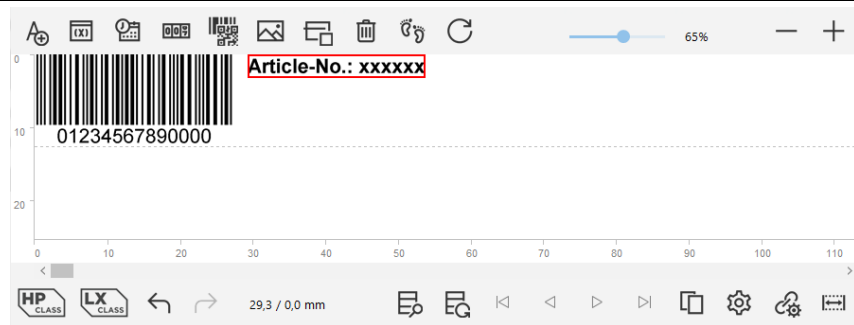 (X)
65%
0
Article-No.: xxxxxx
01234567890000
10
20
0 10 20 30 40 50 60 70 80 90 100 110
HP CLASS
LX CLASS
29,3 / 0,0 mm